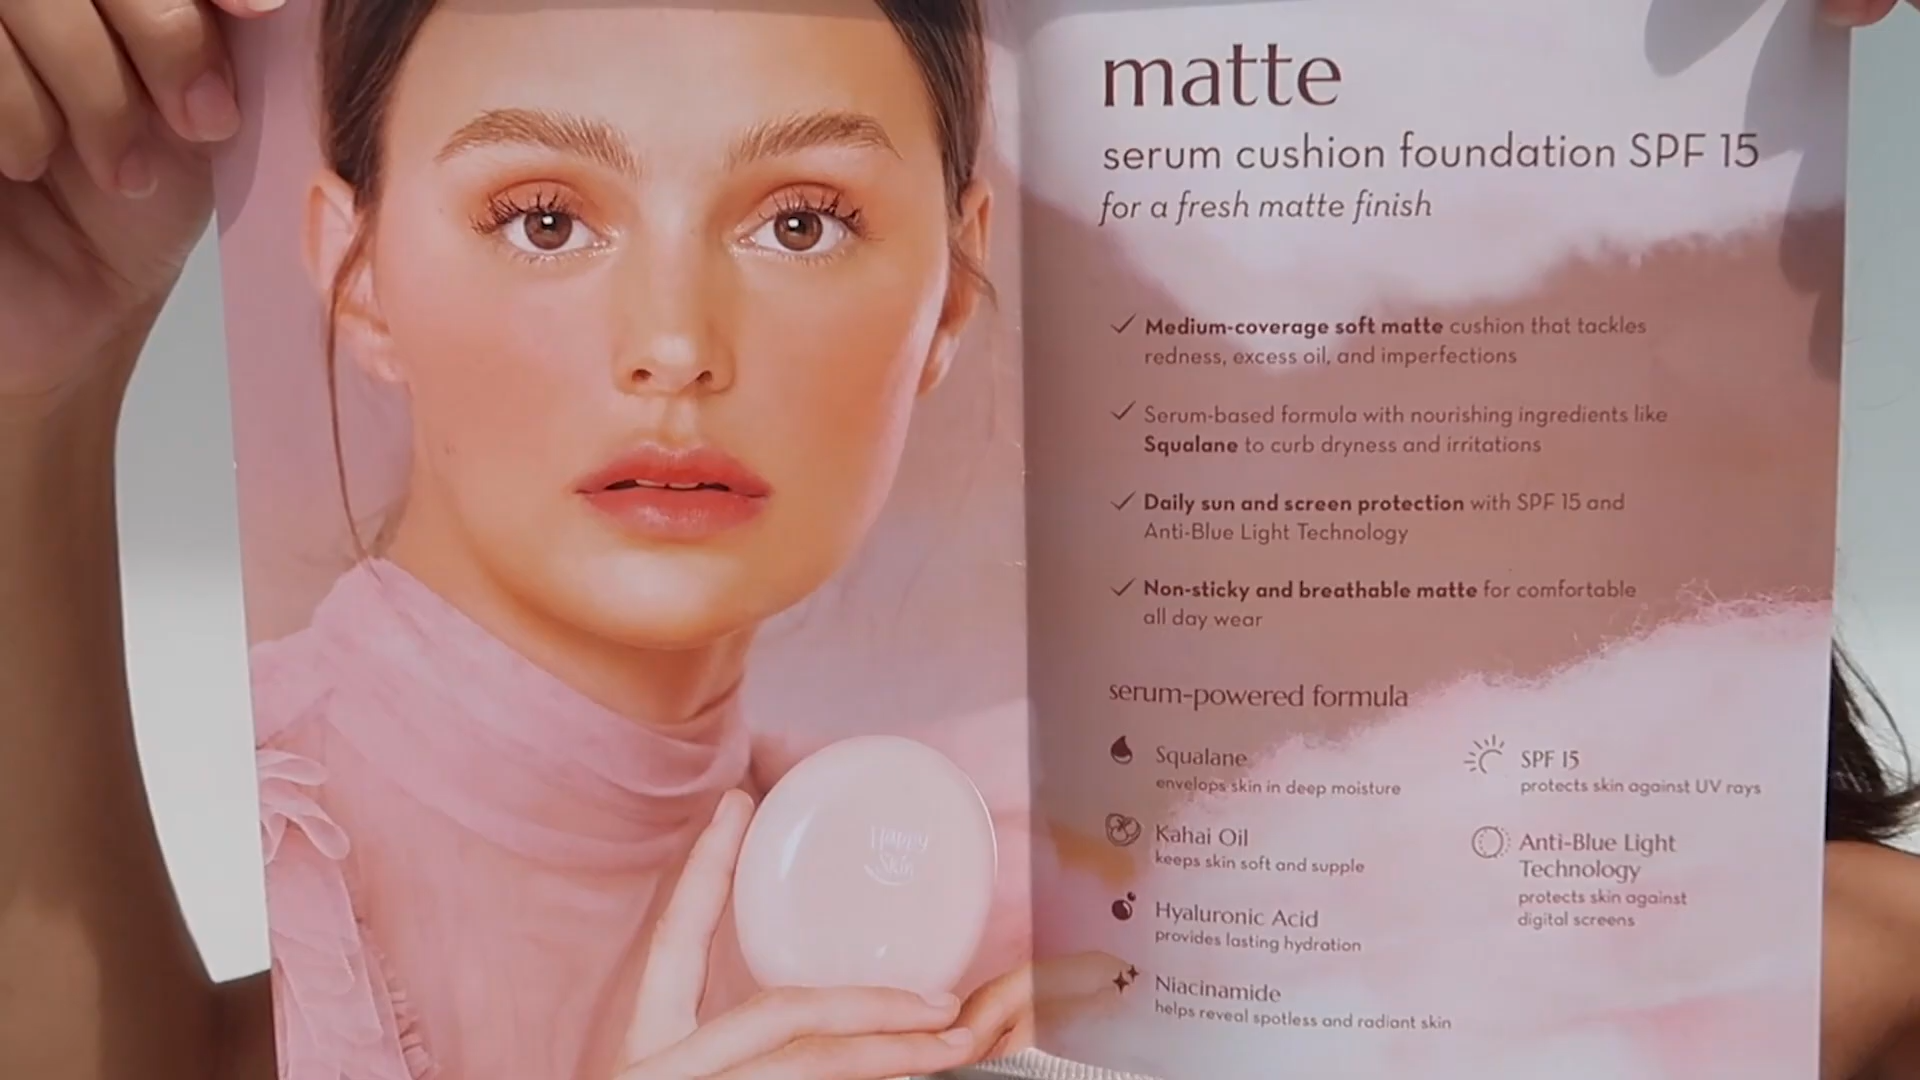 matte
serum cushion foundation SPF 15
for a fresh matte finish
Medium-coverage soft matte cushion that tackles
redness, excess oil, and imperfections
Serum-based formula with nourishing ingredients like
Squalane to curb dryness and irritations
Daily sun and screen protection with SPF 15 and
Anti-Blue Light Technology
Non-sticky and breathable matte for comfortable
all day wear
serum-powered formula
Squalane
envelops skin in deep moisture
Kahai Oil
keeps skin soft and supple
Hyaluronic Acid
provides lasting hydration
Niacinamide
helps reveal spotless and radiant skin
SPF 15
protects skin against UV rays
Anti-Blue Light
Technology
protects skin against
digital screens
Happy
Skin